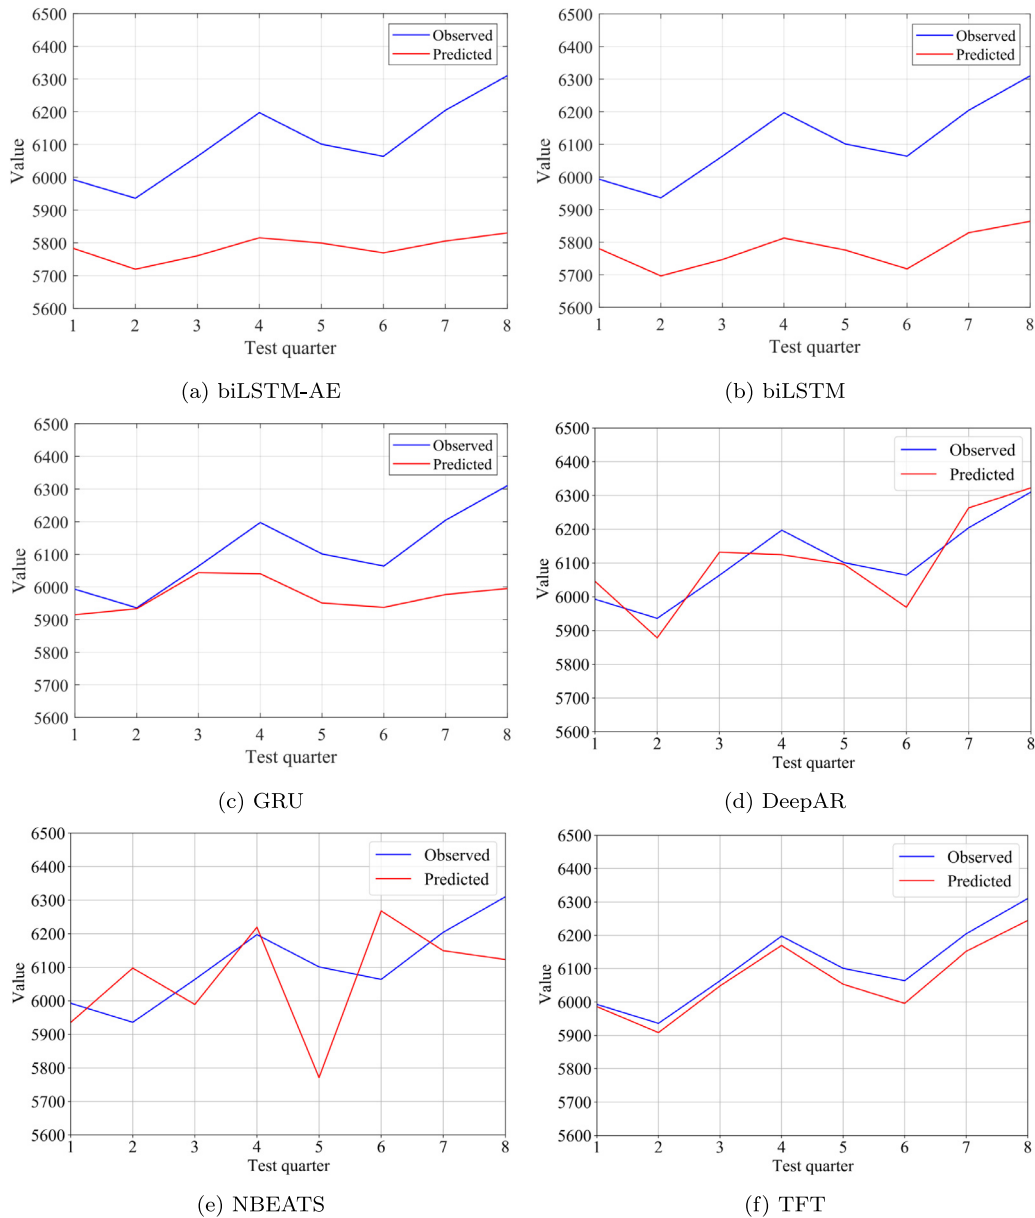 6500
6400
6300
6200
6100
6000
5900
5800
5700
5600
Value
Observed
Predicted
1 2 3 4 5 6 7 8
Test quarter
(a) biLSTM-AE
6500
6400
6300
6200
6100
6000
5900
5800
5700
5600
Value
Observed
Predicted
1 2 3 4 5 6 7 8
Test quarter
(b) biLSTM
6500
6400
6300
6200
6100
6000
5900
5800
5700
5600
Value
Observed
Predicted
1 2 3 4 5 6 7 8
Test quarter
(c) GRU
6500
6400
6300
6200
6100
6000
5900
5800
5700
5600
Value
Observed
Predicted
1 2 3 4 5 6 7 8
Test quarter
(d) DeepAR
6500
6400
6300
6200
6100
6000
5900
5800
5700
5600
Value
Observed
Predicted
1 2 3 4 5 6 7 8
Test quarter
(e) NBEATS
6500
6400
6300
6200
6100
6000
5900
5800
5700
5600
Value
Observed
Predicted
1 2 3 4 5 6 7 8
Test quarter
(f) TFT